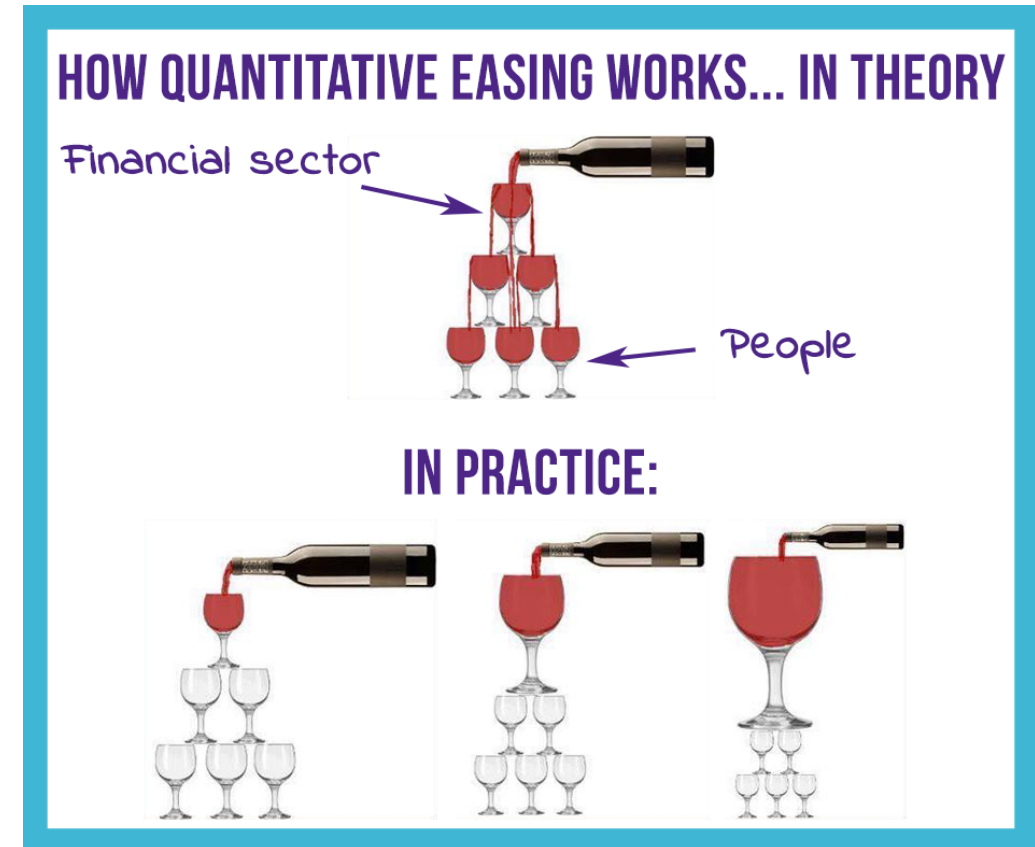 HOW QUANTITATIVE EASING WORKS... IN THEORY
Financial sector
People
IN PRACTICE: